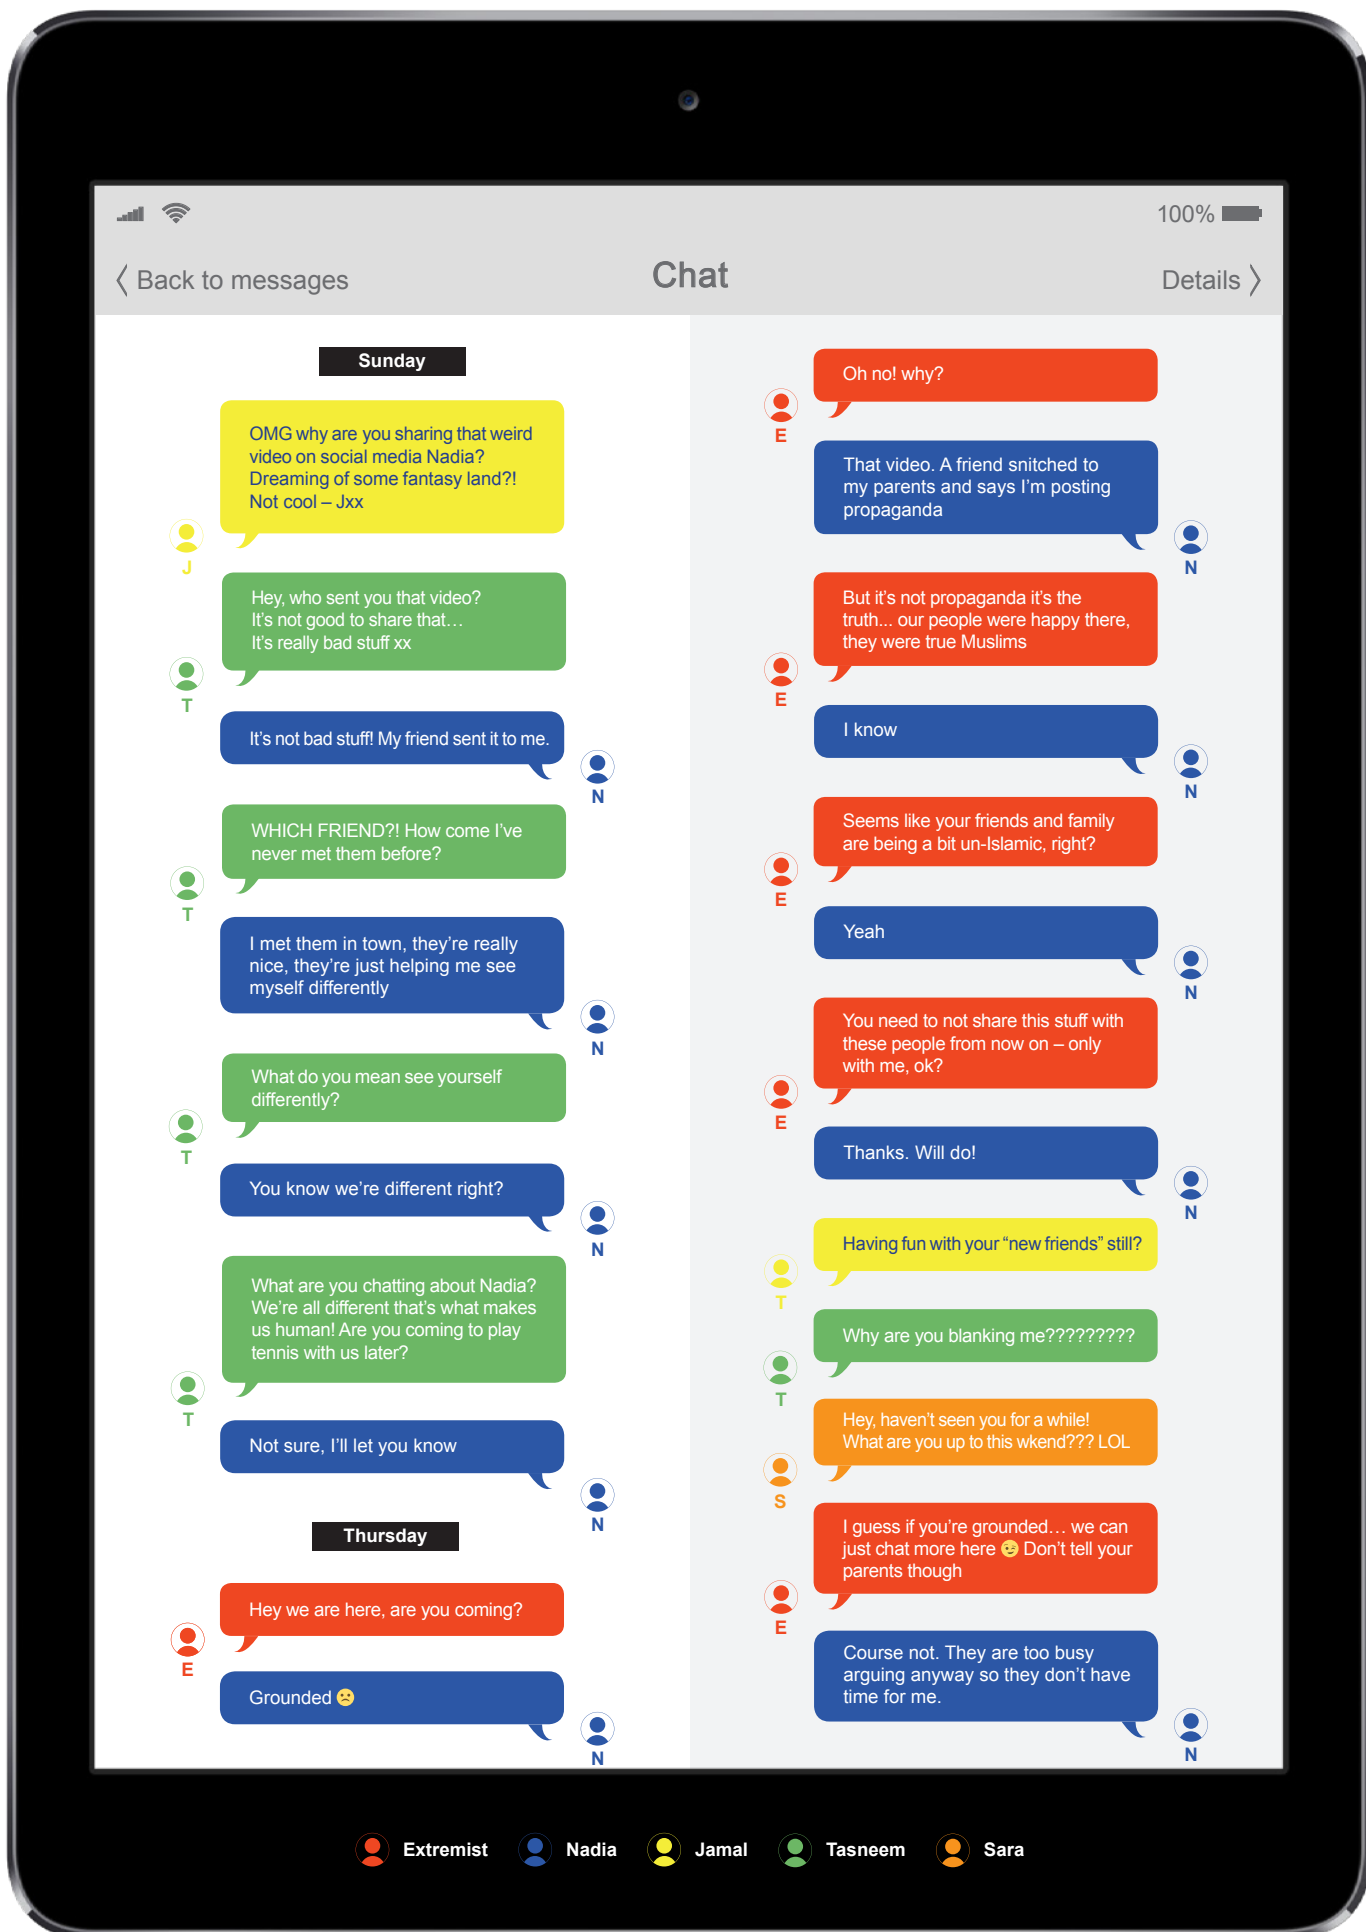 100%
Back to messages
Chat
Details
Sunday
OMG why are you sharing that weird
video on social media Nadia?
Dreaming of some fantasy land?!
Not cool – Jxx
J
Hey, who sent you that video?
It's not good to share that…
It's really bad stuff xx
T
It's not bad stuff! My friend sent it to me.
N
WHICH FRIEND?! How come I've
never met them before?
T
I met them in town, they're really
nice, they're just helping me see
myself differently
N
What do you mean see yourself
differently?
T
You know we're different right?
N
What are you chatting about Nadia?
We're all different that's what makes
us human! Are you coming to play
tennis with us later?
T
Not sure, I'll let you know
N
Thursday
Hey we are here, are you coming?
E
Grounded 🙁
N
Oh no! why?
E
That video. A friend snitched to
my parents and says I'm posting
propaganda
N
But it's not propaganda it's the
truth... our people were happy there,
they were true Muslims
E
I know
N
Seems like your friends and family
are being a bit un-Islamic, right?
E
Yeah
N
You need to not share this stuff with
these people from now on – only
with me, ok?
E
Thanks. Will do!
N
Having fun with your “new friends” still?
T
Why are you blanking me?????????
T
Hey, haven't seen you for a while!
What are you up to this wkend??? LOL
S
I guess if you're grounded… we can
just chat more here 😉 Don't tell your
parents though
E
Course not. They are too busy
arguing anyway so they don't have
time for me.
N
Extremist
Nadia
Jamal
Tasneem
Sara